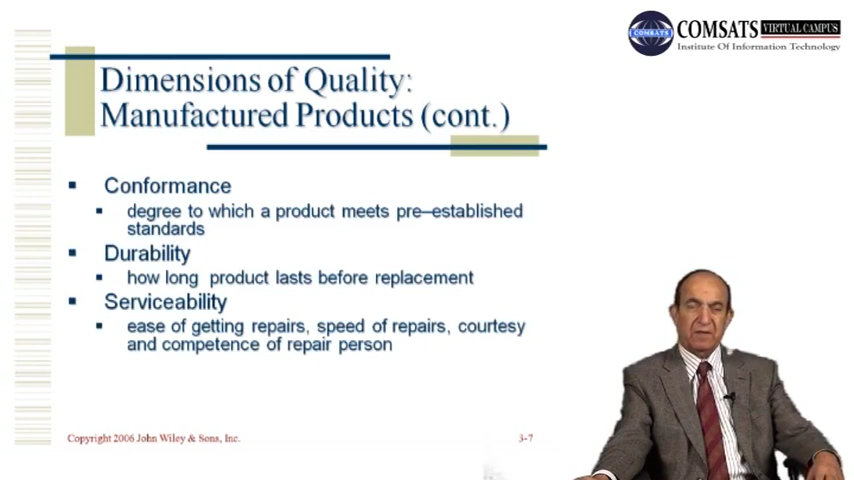 COMSATS VIRTUAL CAMPUS
COMSATS
Institute Of Information Technology
Dimensions of Quality:
Manufactured Products (cont.)
Conformance
degree to which a product meets pre–established
standards
Durability
how long product lasts before replacement
Serviceability
ease of getting repairs, speed of repairs, courtesy
and competence of repair person
Copyright 2006 John Wiley & Sons, Inc.
3-7